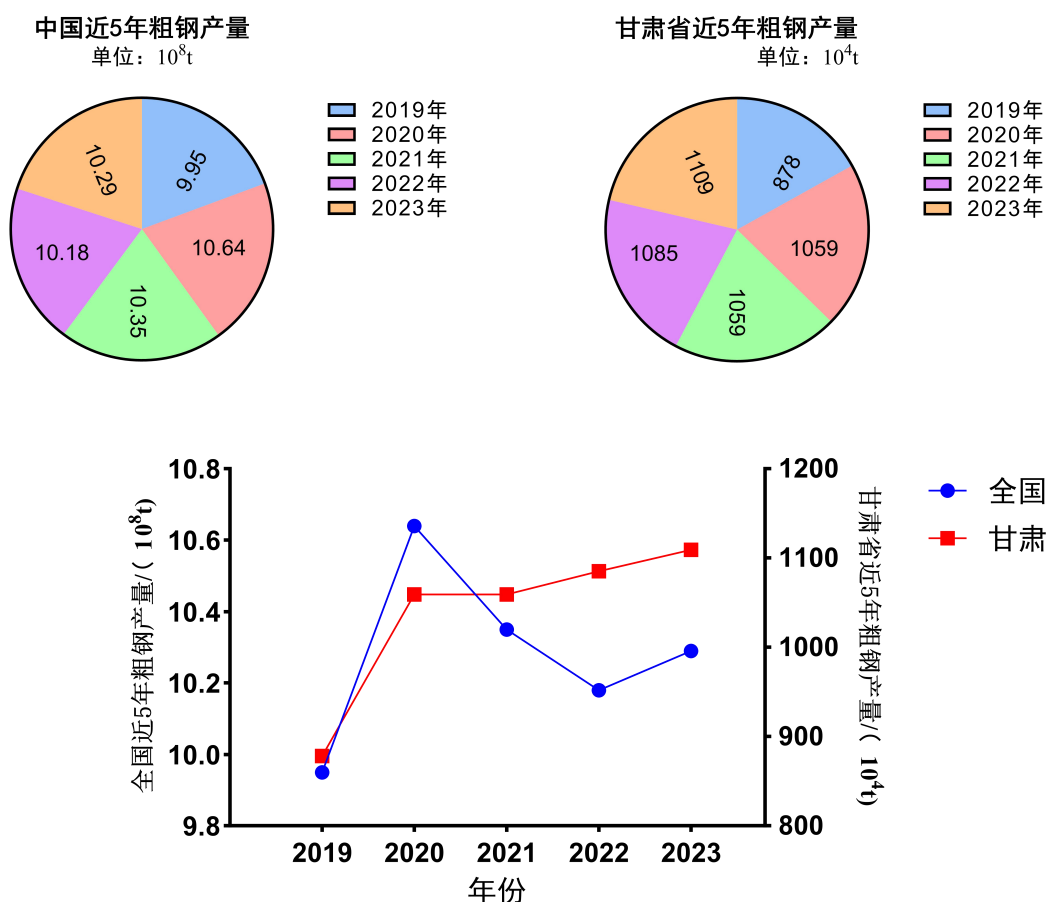 中国近5年粗钢产量
单位：10⁸t
9.95
10.64
10.35
10.18
10.29
2019年
2020年
2021年
2022年
2023年
甘肃省近5年粗钢产量
单位：10⁴t
878
1059
1059
1085
1109
2019年
2020年
2021年
2022年
2023年
全国近5年粗钢产量/( 10⁸t)
10.8
10.6
10.4
10.2
10.0
9.8
2019 2020 2021 2022 2023
年份
1200
1100
1000
900
800
甘肃省近5年粗钢产量/( 10⁴t)
全国
甘肃